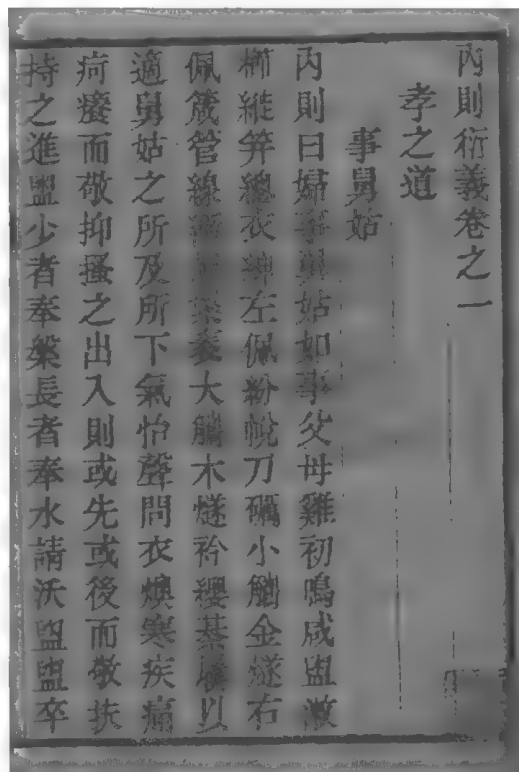 內則衍義卷之一
孝之道
事舅姑
內則曰婦事舅姑如事父母雞初鳴咸盥漱
櫛縰笄總衣紳左佩紛帨刀礪小觿金燧右
佩箴管線纊施縏袠大觿木燧衿纓綦屨以
適舅姑之所及所下氣怡聲問衣燠寒疾痛
疴癢而敬抑搔之出入則或先或後而敬扶
持之進盥少者奉槃長者奉水請沃盥盥卒